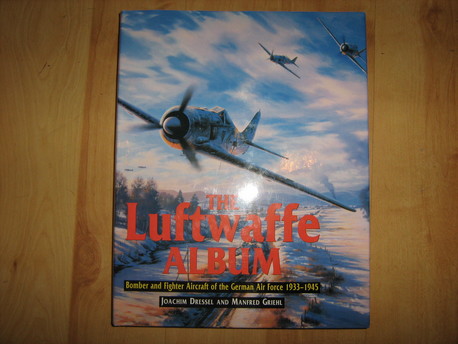 THE
Luftwaffe
ALBUM
Bomber and Fighter Aircraft of the German Air Force 1933–1945
JOACHIM DRESSEL AND MANFRED GRIEHL